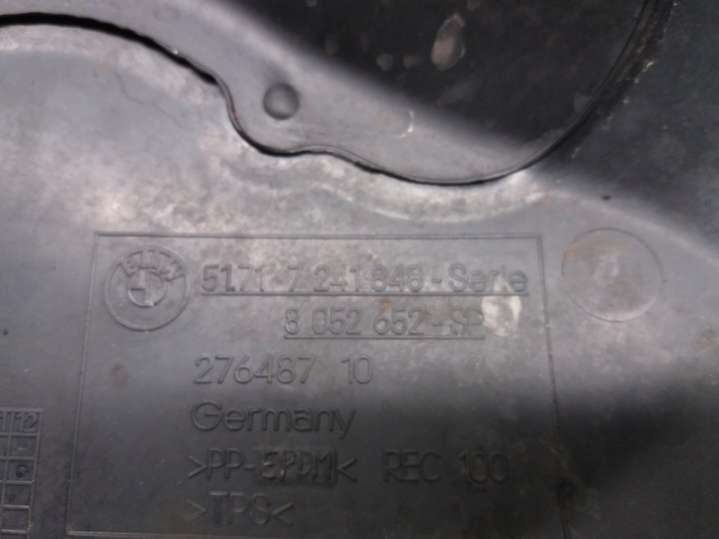 51.71 7 241 848 - Serie
8 052 652 - SP
276487 10
Germany
>PP-EPDM< REC 100
>TPS<